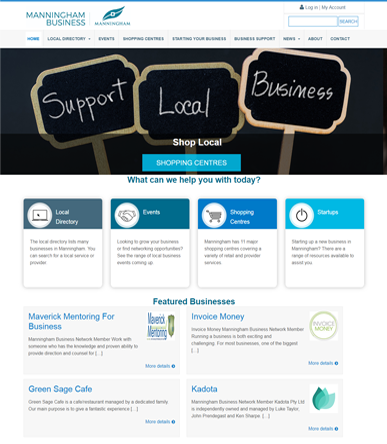 MANNINGHAM
BUSINESS
MANNINGHAM
Log in | My Account
SEARCH
HOME LOCAL DIRECTORY EVENTS SHOPPING CENTRES STARTING YOUR BUSINESS BUSINESS SUPPORT NEWS ABOUT CONTACT
Support Local Business
Shop Local
SHOPPING CENTRES
What can we help you with today?
Local
Directory
The local directory lists many
businesses in Manningham. You
can search for a local service or
provider.
Events
Looking to grow your business
or find networking opportunities?
See the range of local business
events coming up
Shopping
Centres
Manningham has 11 major
shopping centres covering a
variety of retail and provider
services.
Startups
Starting up a new business in
Manningham? There are a
range of resources available to
assist you
Featured Businesses
Maverick Mentoring For
Business
Manningham Business Network Member Work with
someone who has the knowledge and proven ability to
provide direction and counsel for [...]
Maverick
Mentoring
More details
Invoice Money
Invoice Money Manningham Business Network Member
Running a business is both exciting and
challenging. For most businesses, one of the biggest
[...]
INVOICE
MONEY
More details
Green Sage Cafe
Green Sage Cafe is a cafe/restaurant managed by a dedicated family.
Our main purpose is to give a fantastic experience [...]
More details
Kadota
Manningham Business Network Member Kadota Pty Ltd
is independently owned and managed by Luke Taylor,
John Prendegast and Ken Sharpe. [...]
More details